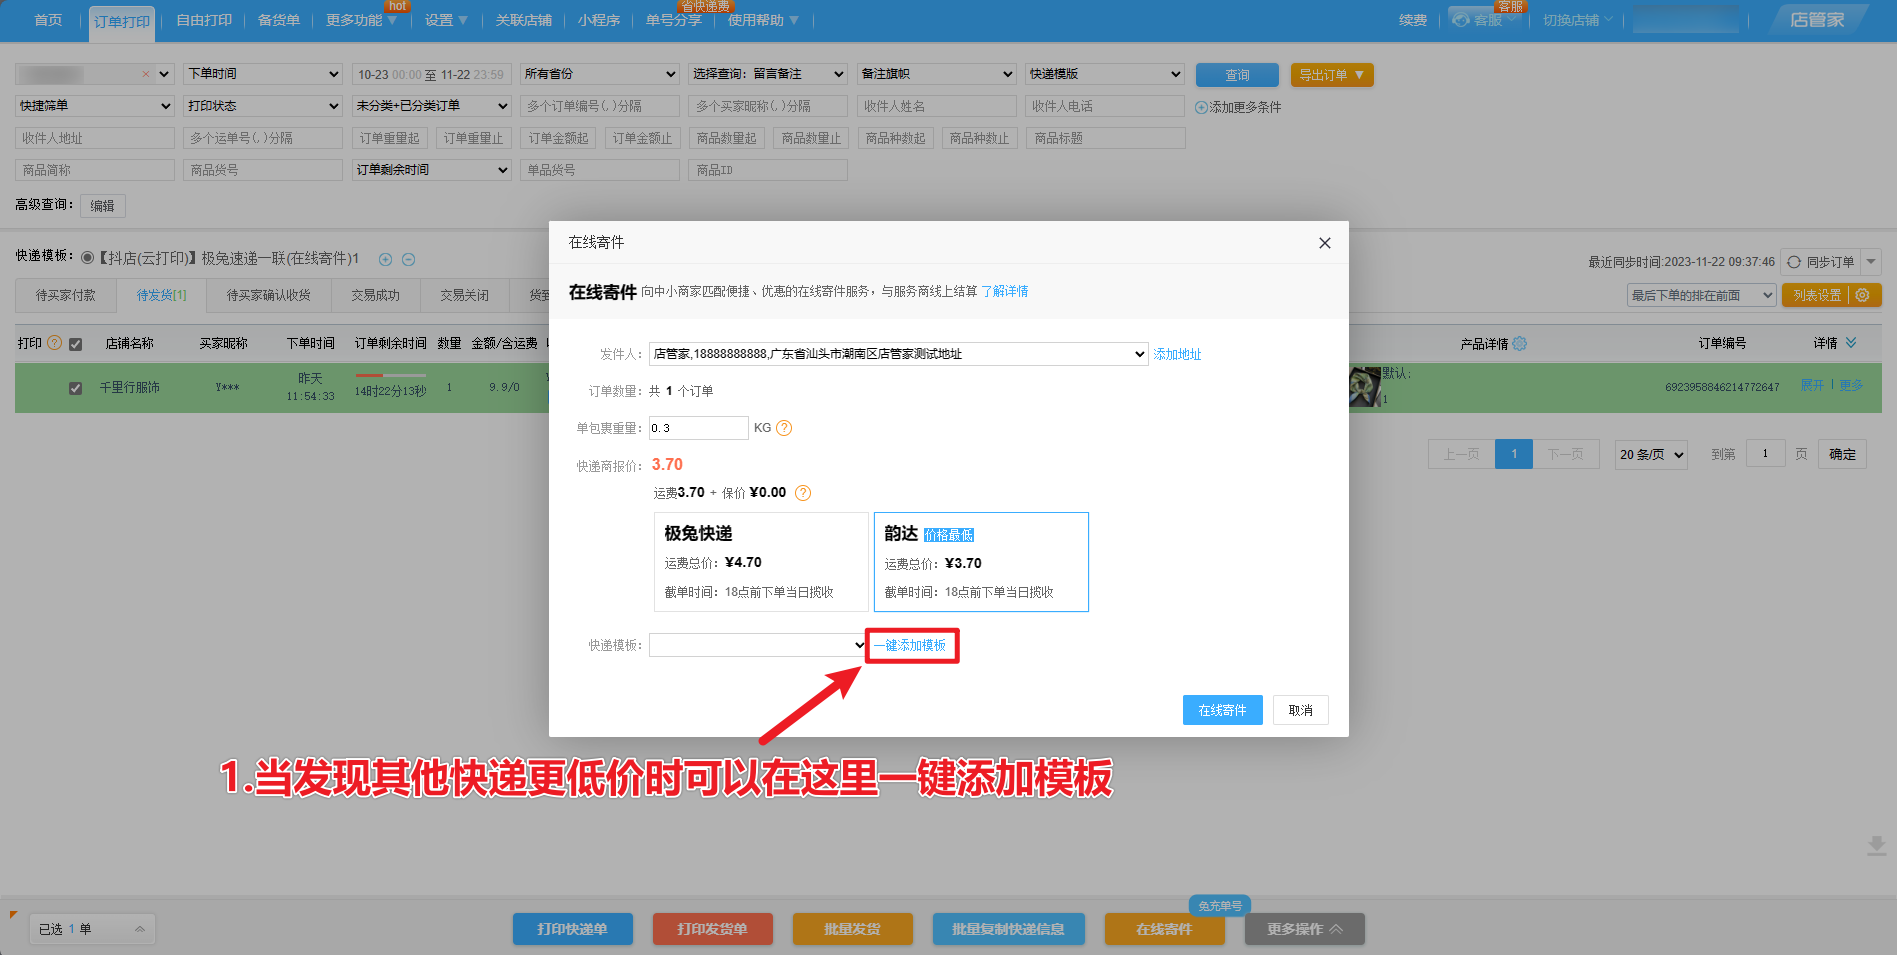 首页 订单打印 自由打印 备货单 更多功能 hot 设置 关联店铺 小程序 单号分享 省快递费 使用帮助 续费 客服 客服 切换店铺 店管家
× 下单时间 10-23 00:00 至 11-22 23:59 所有省份 选择查询：留言备注 备注旗帜 快递模版 查询 导出订单
快捷筛单 打印状态 未分类+已分类订单 多个订单编号(,)分隔 多个买家昵称(,)分隔 收件人姓名 收件人电话 添加更多条件
收件人地址 多个运单号(,)分隔 订单重量起 订单重量止 订单金额起 订单金额止 商品数量起 商品数量止 商品种数起 商品种数止 商品标题
商品简称 商品货号 订单剩余时间 单品货号 商品ID
高级查询： 编辑
快递模板： 【抖店(云打印)】极兔速递一联(在线寄件)1 最近同步时间:2023-11-22 09:37:46 同步订单
待买家付款 待发货[1] 待买家确认收货 交易成功 交易关闭 货到 最后下单的排在前面 列表设置
打印 ? 店铺名称 买家昵称 下单时间 订单剩余时间 数量 金额/含运费 产品详情 订单编号 详情
千里行服饰 Y*** 昨天 11:54:33 14时22分13秒 1 9.9/0 默认; 1 6923958846214772647 展开 | 更多
上一页 1 下一页 20 条/页 到第 1 页 确定
在线寄件
在线寄件 向中小商家匹配便捷、优惠的在线寄件服务，与服务商线上结算 了解详情
发件人： 店管家,18888888888,广东省汕头市潮南区店管家测试地址 添加地址
订单数量： 共 1 个订单
单包裹重量： 0.3 KG ?
快递商报价： 3.70
运费3.70 + 保价 ¥0.00 ?
极兔快递
运费总价：¥4.70
截单时间：18点前下单当日揽收
韵达 价格最低
运费总价：¥3.70
截单时间：18点前下单当日揽收
快递模板： 一键添加模板
在线寄件 取消
1.当发现其他快递更低价时可以在这里一键添加模板
已选 1 单 打印快递单 打印发货单 批量发货 批量复制快递信息 在线寄件 免充单号 更多操作